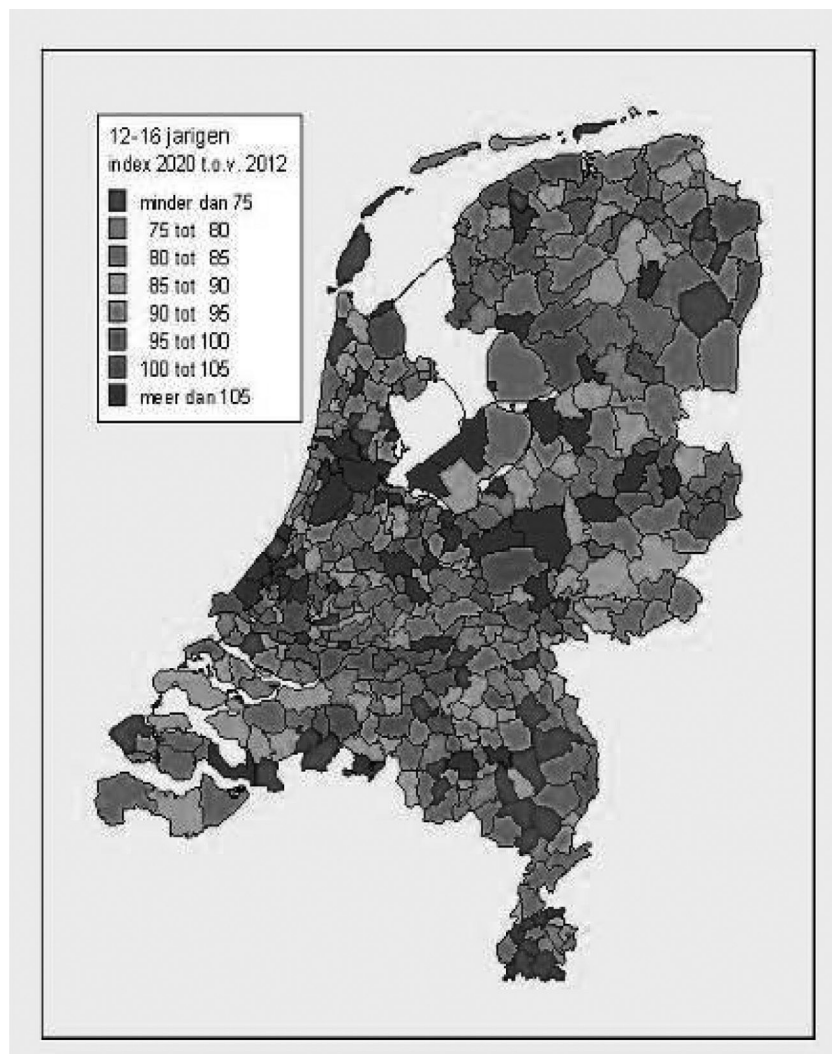 12-16 jarigen
index 2020 t.o.v. 2012
minder dan 75
75 tot 80
80 tot 85
85 tot 90
90 tot 95
95 tot 100
100 tot 105
meer dan 105